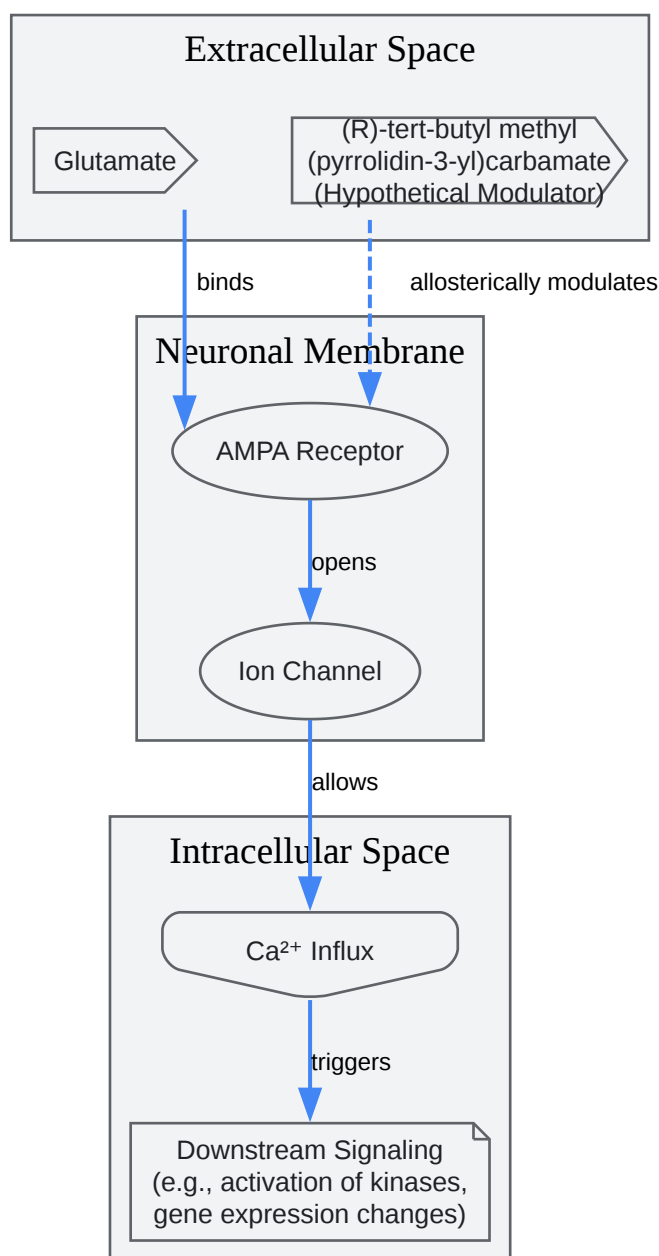 Extracellular Space
Glutamate
(R)-tert-butyl methyl
(pyrrolidin-3-yl)carbamate
(Hypothetical Modulator)
binds
allosterically modulates
Neuronal Membrane
AMPA Receptor
opens
Ion Channel
allows
Intracellular Space
Ca²⁺ Influx
triggers
Downstream Signaling
(e.g., activation of kinases,
gene expression changes)